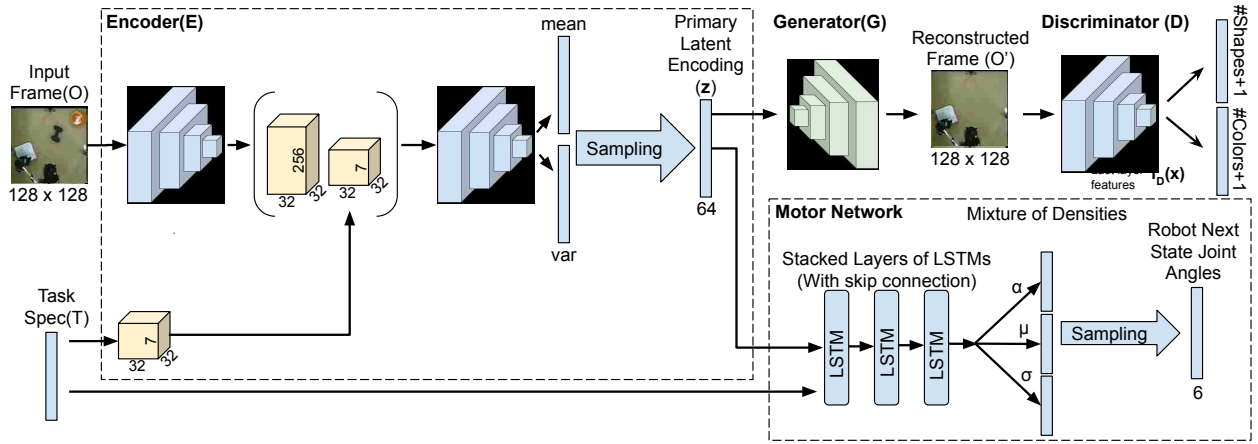 Encoder(E)
Input
Frame(O)
128 x 128
256
32
32
7
32
32
mean
var
Sampling
Primary
Latent
Encoding
(z)
64
Generator(G)
Reconstructed
Frame (O')
128 x 128
Discriminator (D)
features
f_D(x)
#Shapes+1
#Colors+1
Task
Spec(T)
7
32
32
Motor Network
Mixture of Densities
Stacked Layers of LSTMs
(With skip connection)
LSTM
LSTM
LSTM
α
μ
σ
Sampling
Robot Next
State Joint
Angles
6